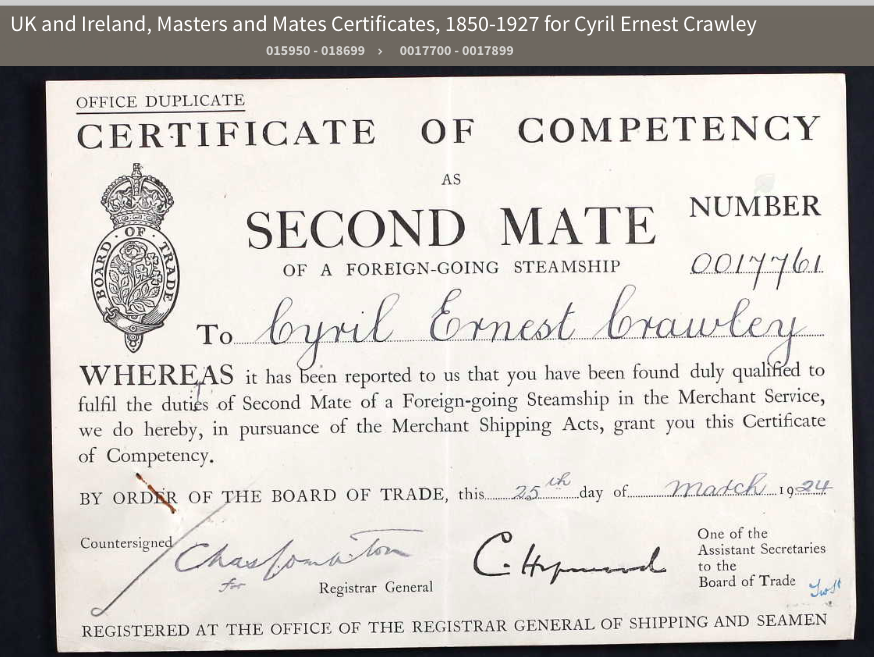 UK and Ireland, Masters and Mates Certificates, 1850-1927 for Cyril Ernest Crawley
015950 - 018699 › 0017700 - 0017899
OFFICE DUPLICATE
CERTIFICATE OF COMPETENCY
AS
SECOND MATE
OF A FOREIGN-GOING STEAMSHIP
NUMBER
0017761
BOARD · OF · TRADE
To Cyril Ernest Crawley
WHEREAS it has been reported to us that you have been found duly qualified to
fulfil the duties of Second Mate of a Foreign-going Steamship in the Merchant Service,
we do hereby, in pursuance of the Merchant Shipping Acts, grant you this Certificate
of Competency.
BY ORDER OF THE BOARD OF TRADE, this 25th day of March 1924
Countersigned
for
Registrar General
One of the
Assistant Secretaries
to the
Board of Trade
REGISTERED AT THE OFFICE OF THE REGISTRAR GENERAL OF SHIPPING AND SEAMEN